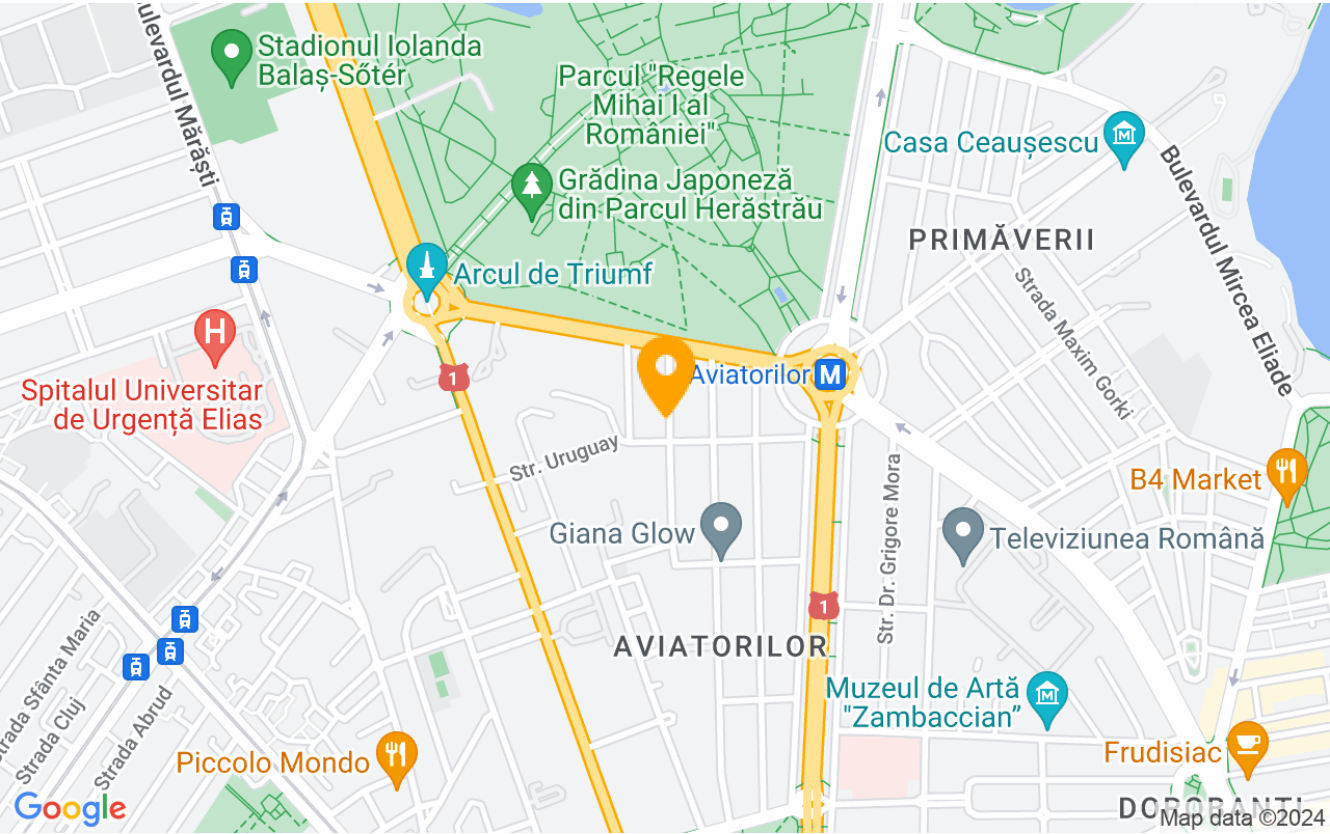 Bulevardul Mărăști
Stadionul Iolanda
Balaș-Sőtér
Parcul "Regele
Mihai I al
României"
Casa Ceaușescu
Grădina Japoneză
din Parcul Herăstrău
Bulevardul Mircea Eliade
PRIMĂVERII
Arcul de Triumf
Strada Maxim Gorki
H
Spitalul Universitar
de Urgență Elias
1
Aviatorilor M
Str. Uruguay
B4 Market
Str. Dr. Grigore Mora
Giana Glow
Televiziunea Română
1
AVIATORILOR
Strada Sfânta Maria
Strada Cluj
Strada Abrud
Muzeul de Artă
"Zambaccian”
Piccolo Mondo
Frudisiac
Google
DOROBANȚI
Map data ©2024